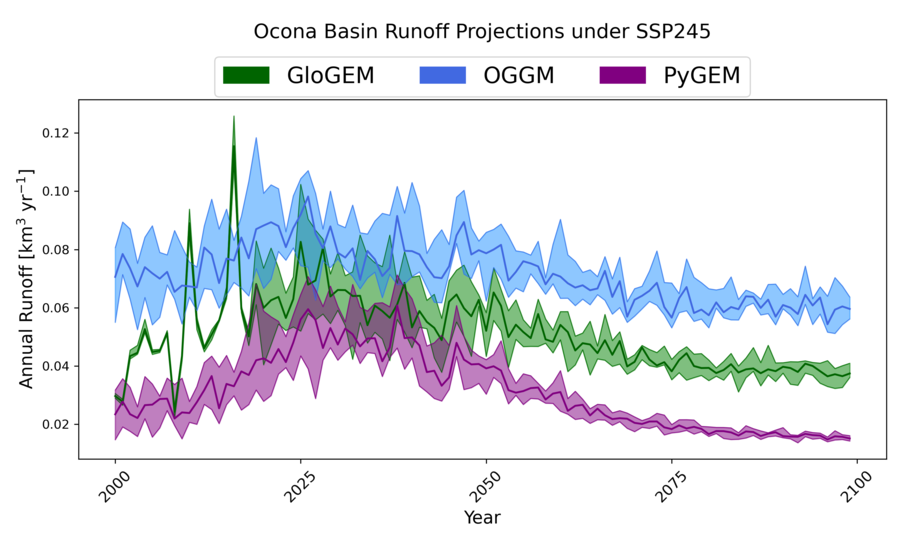 Ocona Basin Runoff Projections under SSP245
GloGEM OGGM PyGEM
Annual Runoff [km³ yr⁻¹]
0.12
0.10
0.08
0.06
0.04
0.02
2000 2025 2050 2075 2100
Year